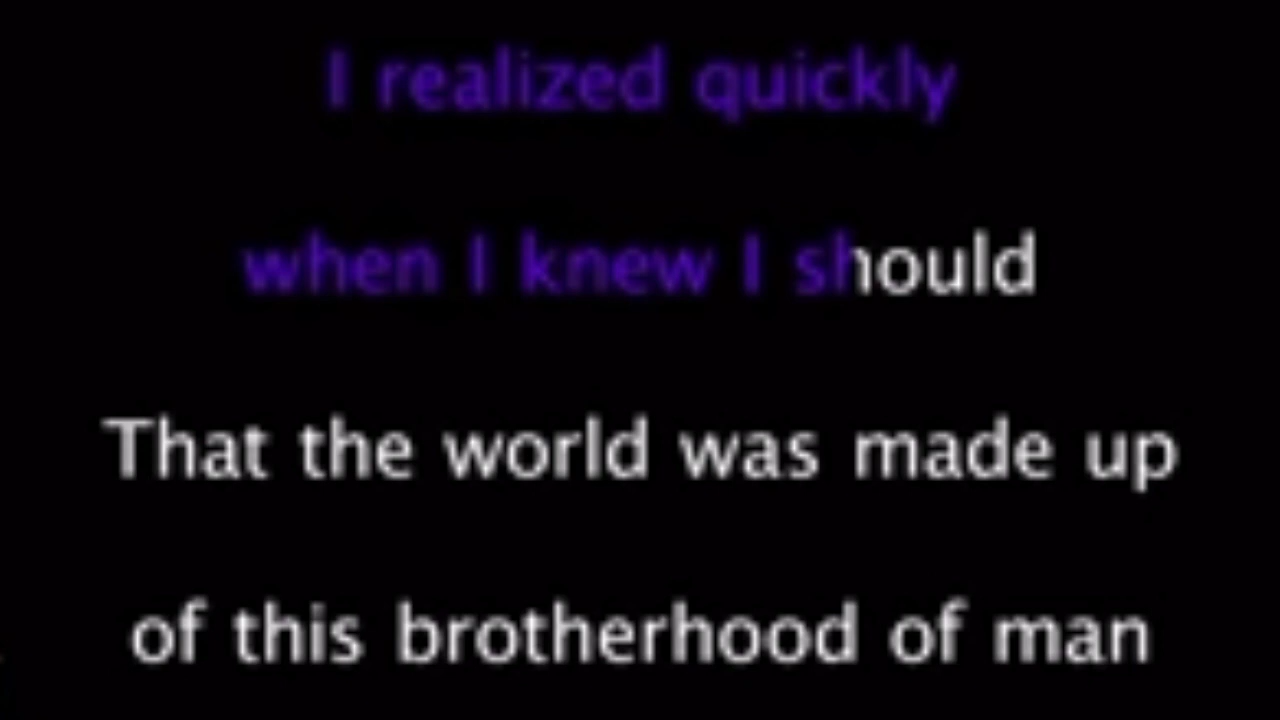 I realized quickly
when I knew I should
That the world was made up
of this brotherhood of man